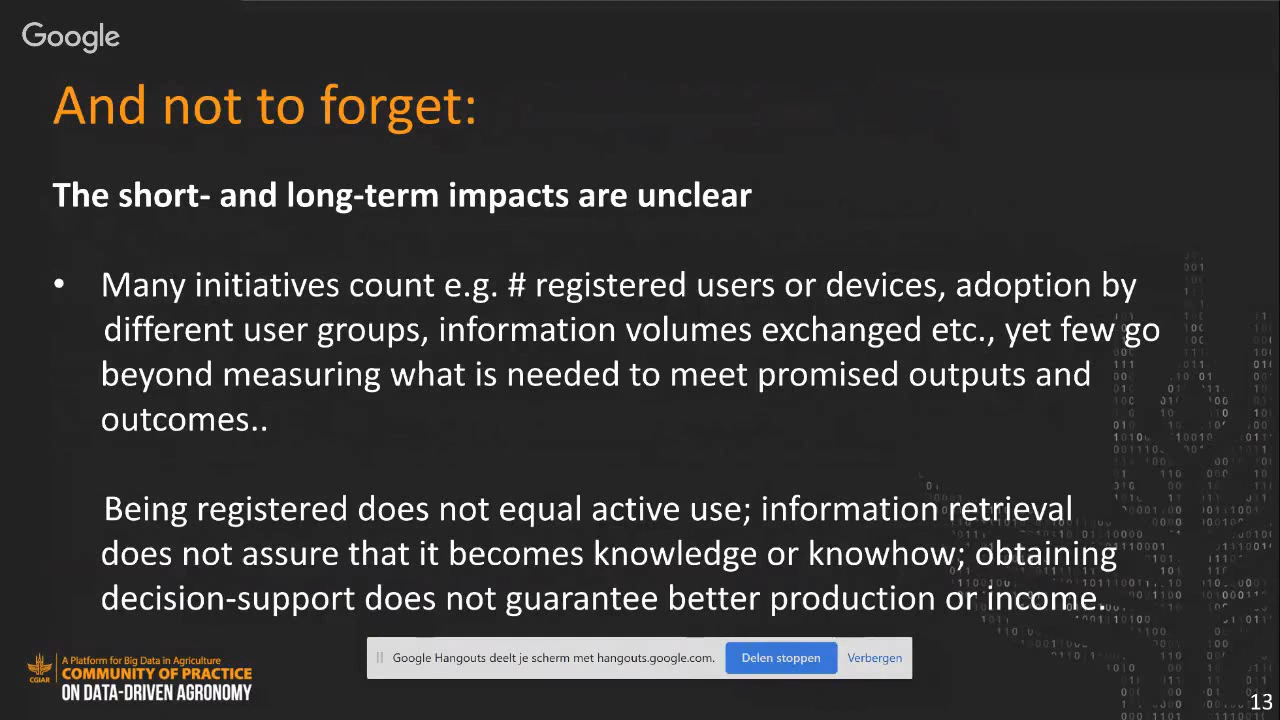 Google
And not to forget:
The short- and long-term impacts are unclear
• Many initiatives count e.g. # registered users or devices, adoption by
different user groups, information volumes exchanged etc., yet few go
beyond measuring what is needed to meet promised outputs and
outcomes..
Being registered does not equal active use; information retrieval
does not assure that it becomes knowledge or knowhow; obtaining
decision-support does not guarantee better production or income.
Google Hangouts deelt je scherm met hangouts.google.com.
Delen stoppen
Verbergen
CGIAR
A Platform for Big Data in Agriculture
COMMUNITY OF PRACTICE
ON DATA-DRIVEN AGRONOMY
13